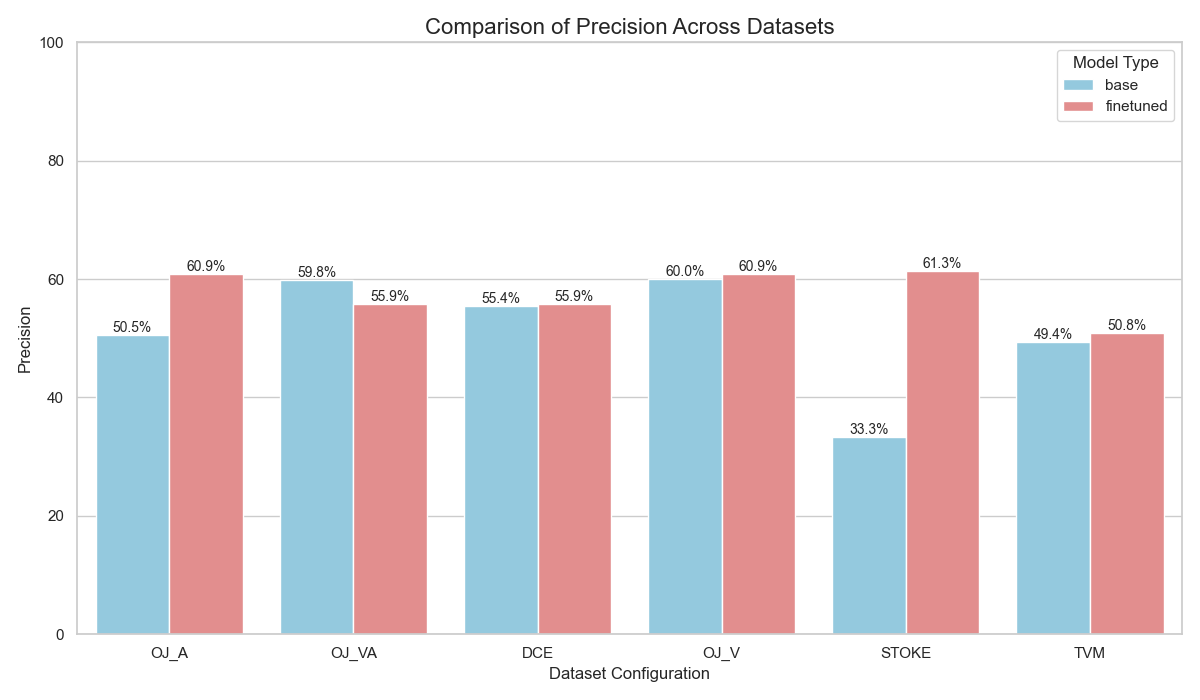 Comparison of Precision Across Datasets
Model Type
base
finetuned
Precision
100
80
60
40
20
0
50.5%
60.9%
59.8%
55.9%
55.4%
55.9%
60.0%
60.9%
33.3%
61.3%
49.4%
50.8%
OJ_A
OJ_VA
DCE
OJ_V
STOKE
TVM
Dataset Configuration